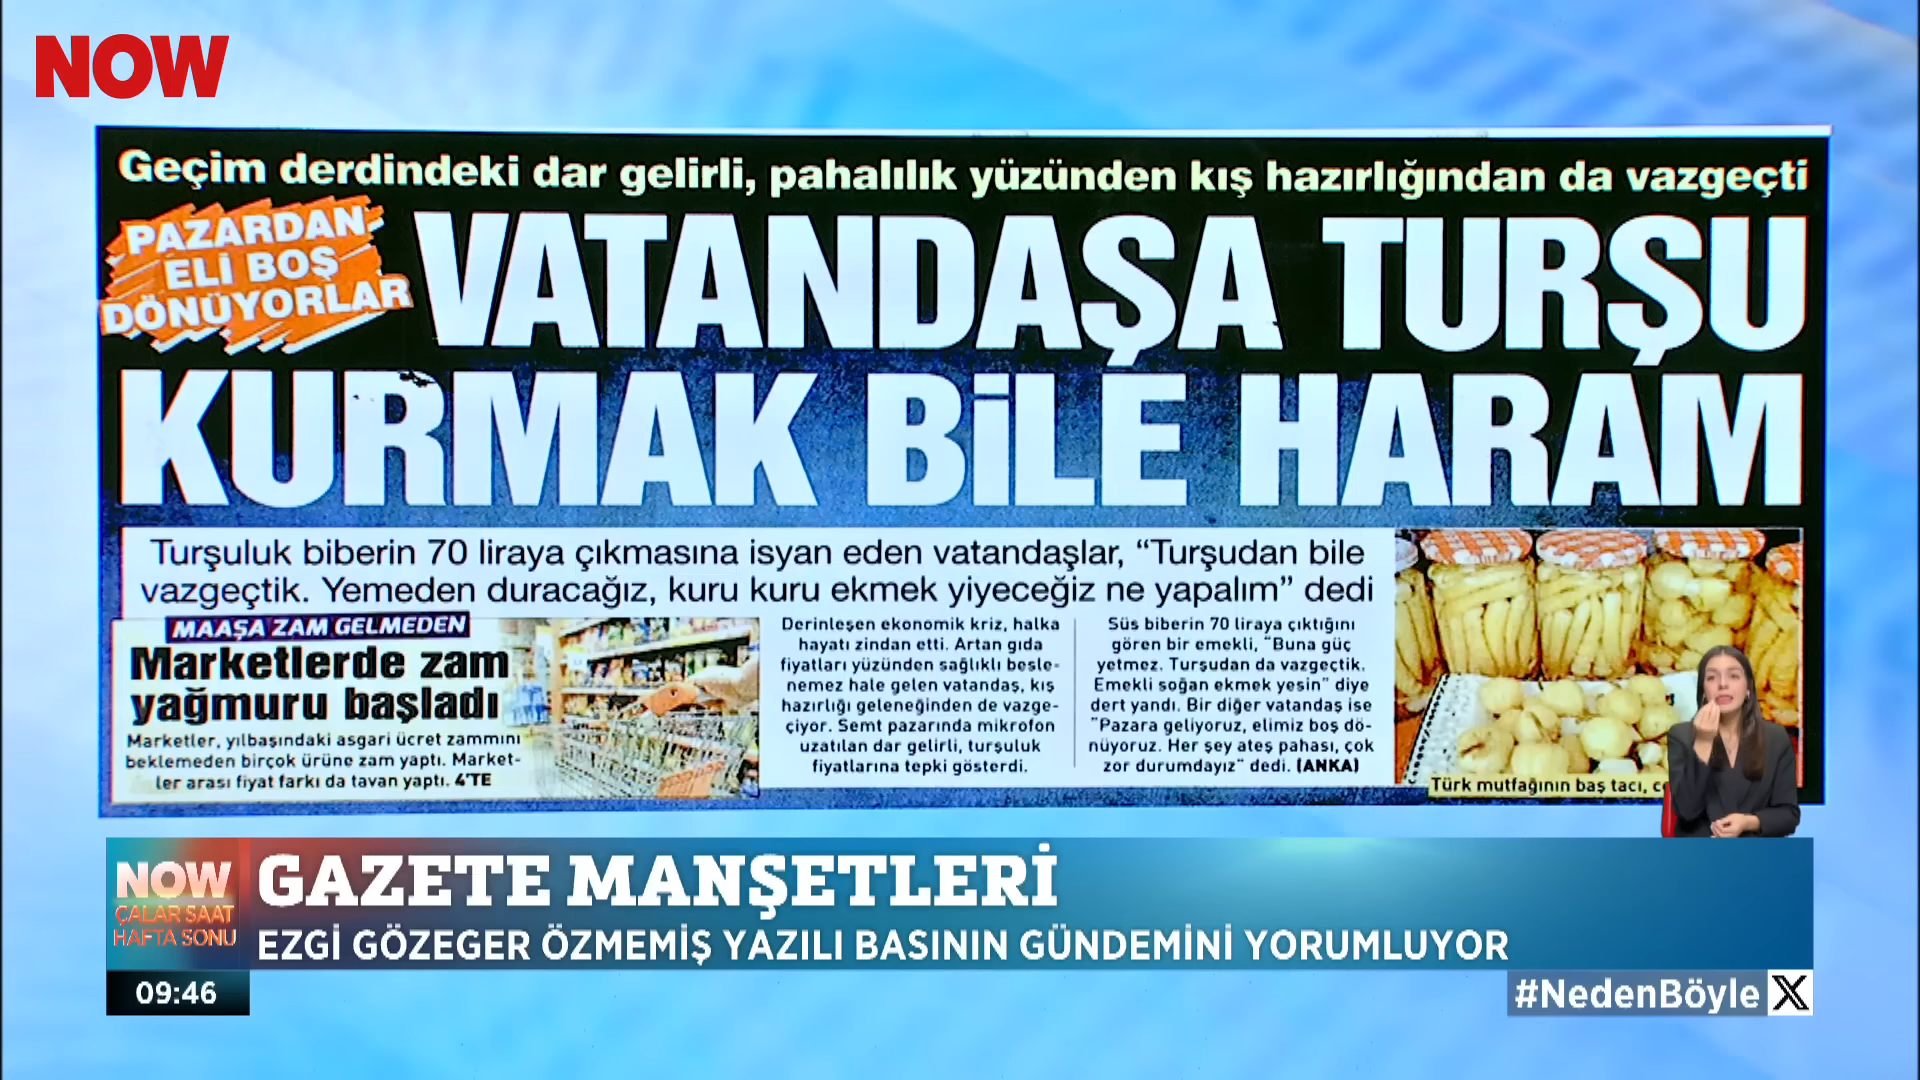 NOW
Geçim derdindeki dar gelirli, pahalılık yüzünden kış hazırlığından da vazgeçti
PAZARDAN
ELİ BOŞ
DÖNÜYORLAR
VATANDAŞA TURŞU
KURMAK BİLE HARAM
Turşuluk biberin 70 liraya çıkmasına isyan eden vatandaşlar, “Turşudan bile
vazgeçtik. Yemeden duracağız, kuru kuru ekmek yiyeceğiz ne yapalım” dedi
MAAŞA ZAM GELMEDEN
Marketlerde zam
yağmuru başladı
Marketler, yılbaşındaki asgari ücret zammını
beklemeden birçok ürüne zam yaptı. Market-
ler arası fiyat farkı da tavan yaptı. 4'TE
Derinleşen ekonomik kriz, halka
hayatı zindan etti. Artan gıda
fiyatları yüzünden sağlıklı besle-
nemez hale gelen vatandaş, kış
hazırlığı geleneğinden de vazge-
çiyor. Semt pazarında mikrofon
uzatılan dar gelirli, turşuluk
fiyatlarına tepki gösterdi.
Süs biberin 70 liraya çıktığını
gören bir emekli, “Buna güç
yetmez. Turşudan da vazgeçtik.
Emekli soğan ekmek yesin” diye
dert yandı. Bir diğer vatandaş ise
“Pazara geliyoruz, elimiz boş dö-
nüyoruz. Her şey ateş pahası, çok
zor durumdayız” dedi. (ANKA)
Türk mutfağının baş tacı,
NOW
ÇALAR SAAT
HAFTA SONU
GAZETE MANŞETLERİ
EZGİ GÖZEGER ÖZMEMİŞ YAZILI BASININ GÜNDEMİNİ YORUMLUYOR
09:46
#NedenBöyle X